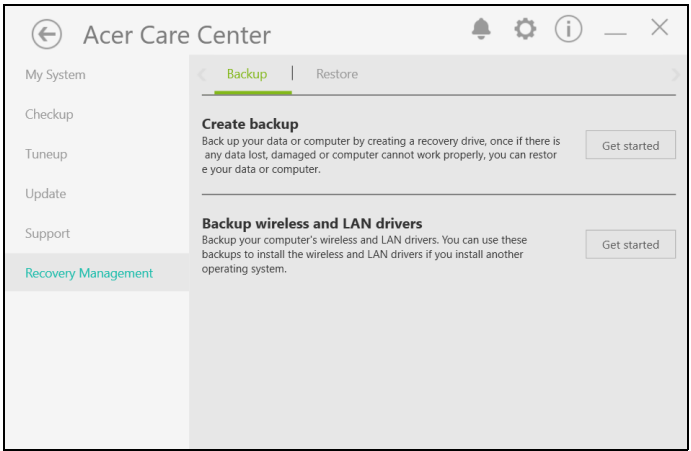 Acer Care Center
My System
Checkup
Tuneup
Update
Support
Recovery Management
Backup | Restore
Create backup
Back up your data or computer by creating a recovery drive, once if there is
any data lost, damaged or computer cannot work properly, you can restor
e your data or computer.
Get started
Backup wireless and LAN drivers
Backup your computer's wireless and LAN drivers. You can use these
backups to install the wireless and LAN drivers if you install another
operating system.
Get started